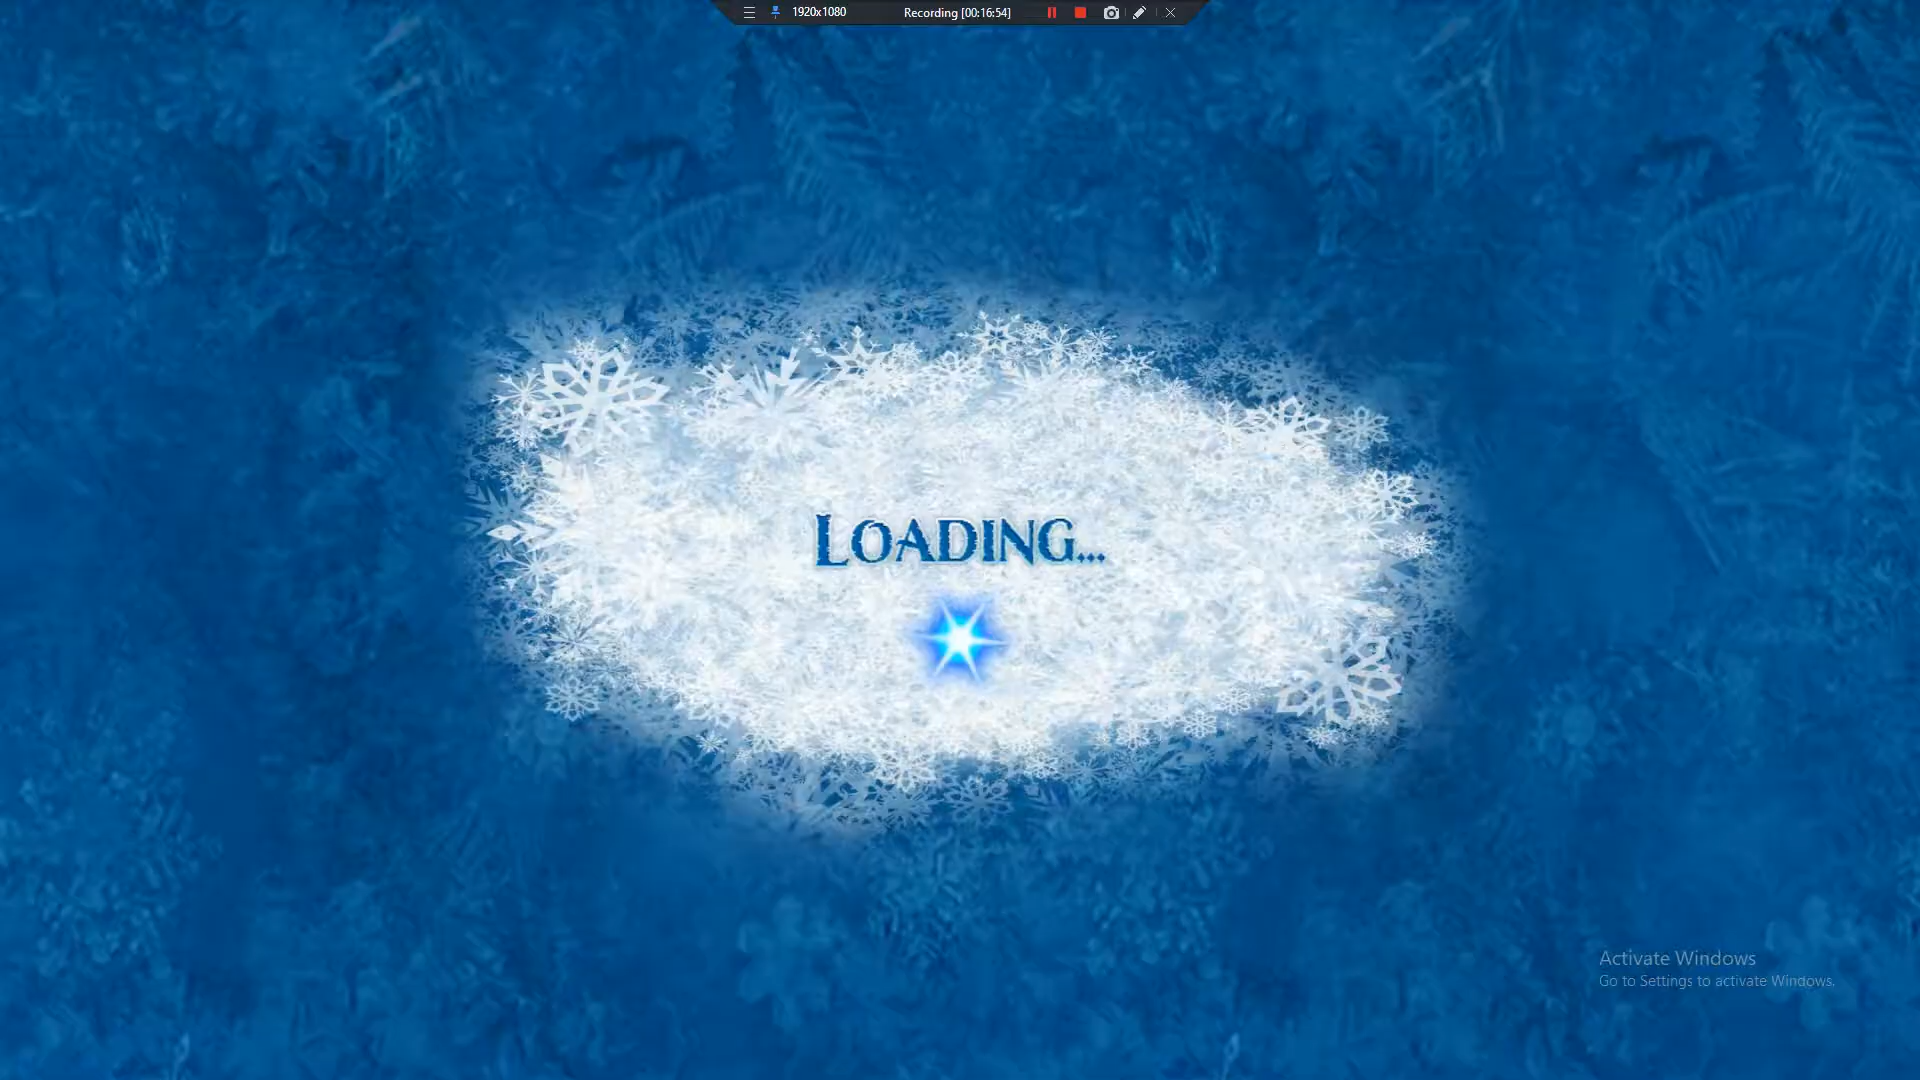 1920x1080
Recording [00:16:54]
LOADING...
Activate Windows
Go to Settings to activate Windows.